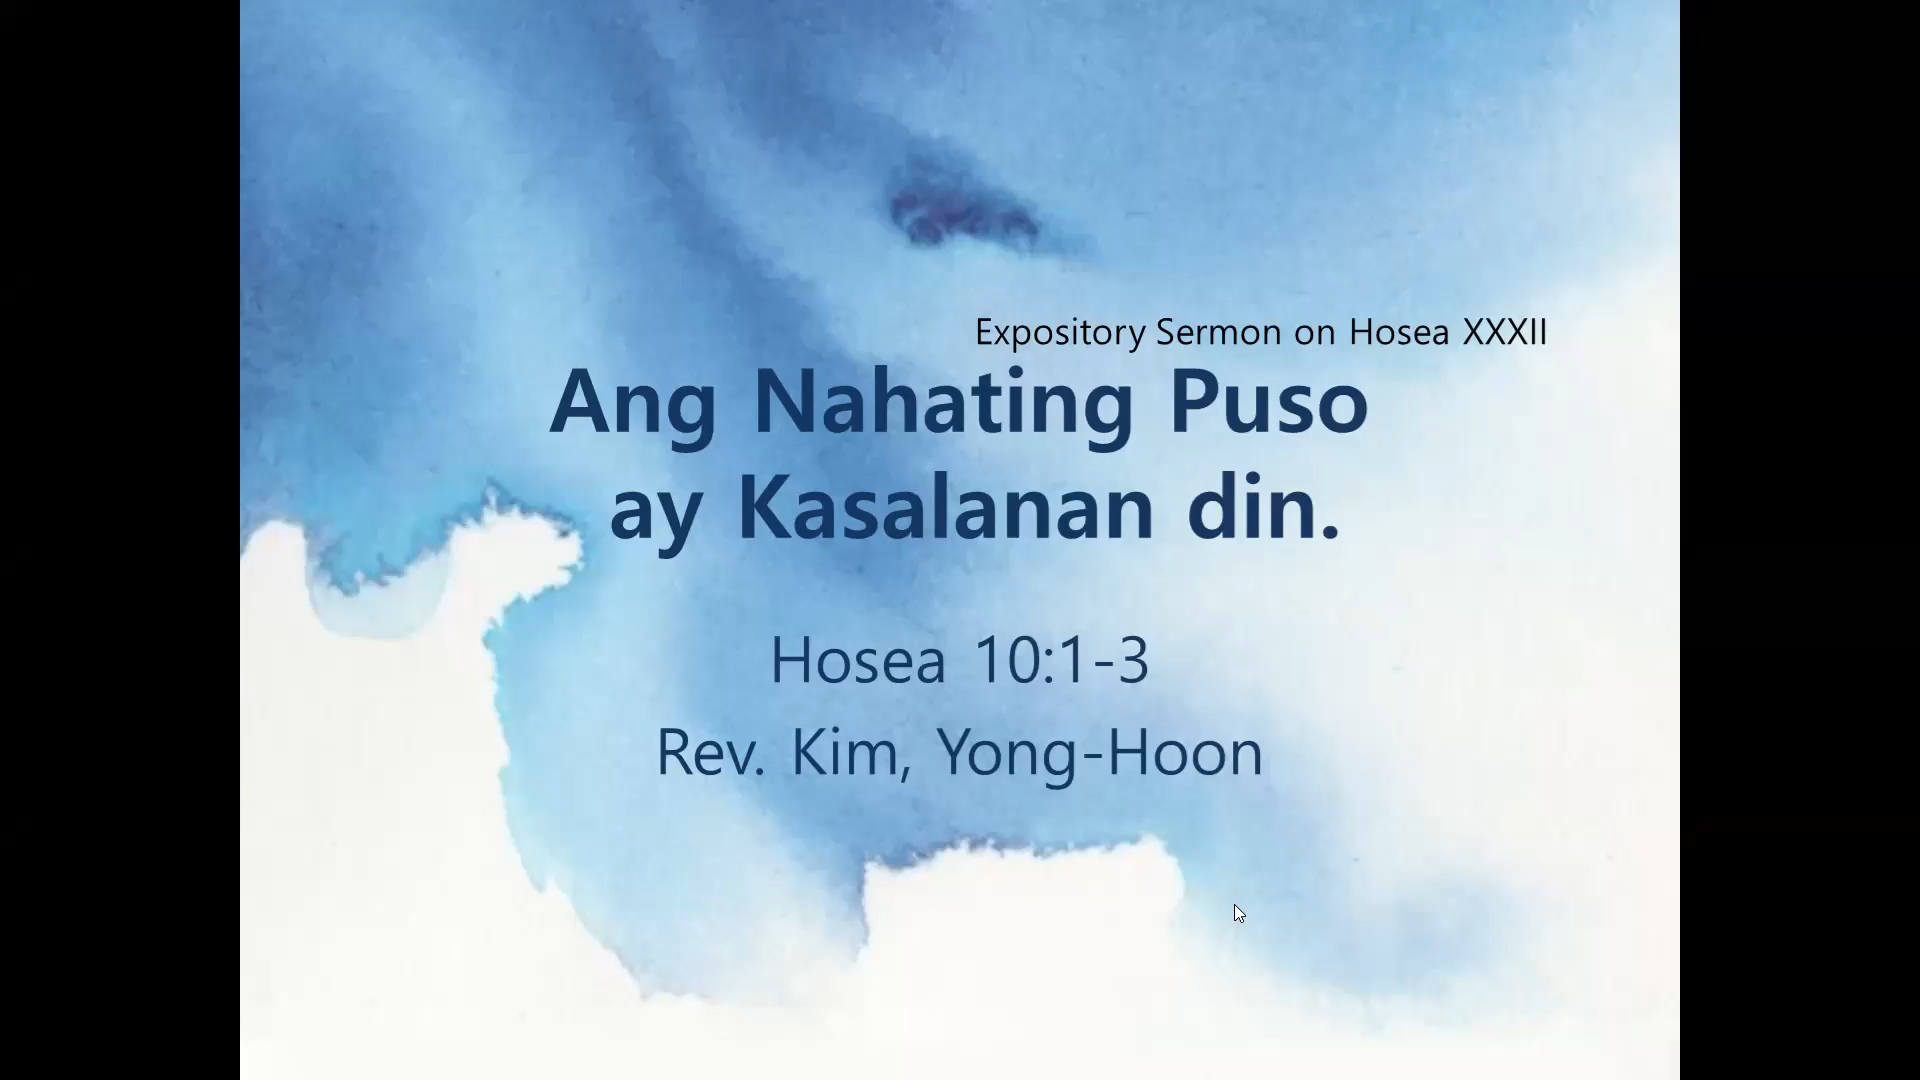 Expository Sermon on Hosea XXXII
Ang Nahating Puso
ay Kasalanan din.
Hosea 10:1-3
Rev. Kim, Yong-Hoon